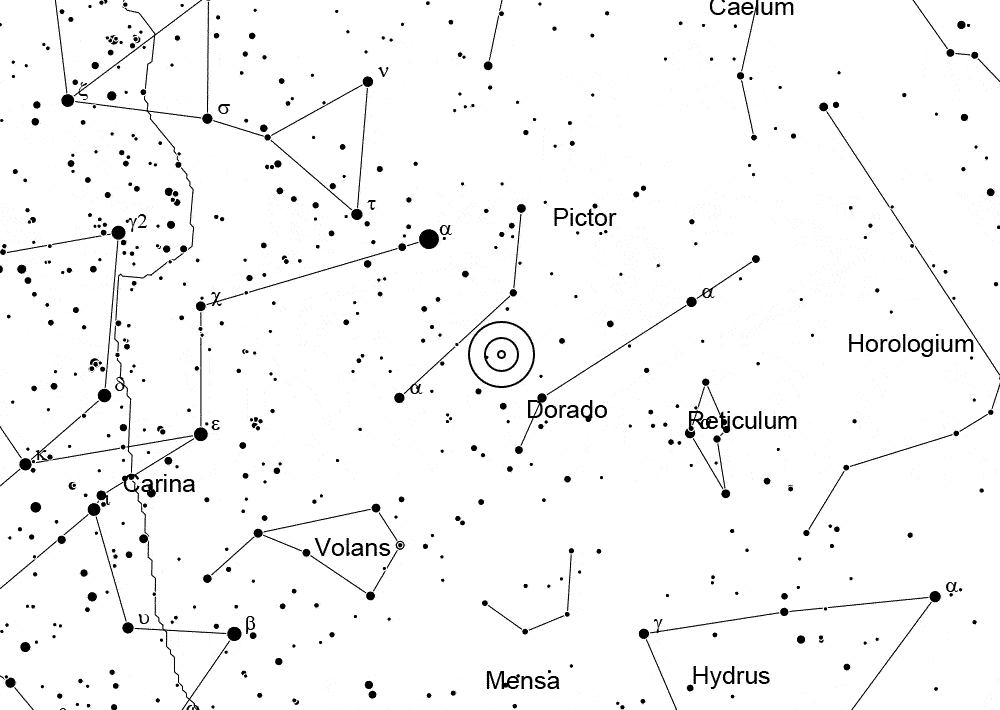 Caelum
ν
ζ
σ
τ
Pictor
γ2
α
χ
α
Horologium
δ
α
Dorado
Reticulum
α
ε
κ
Carina
ι
Volans
α
υ
β
γ
Mensa
Hydrus
ω